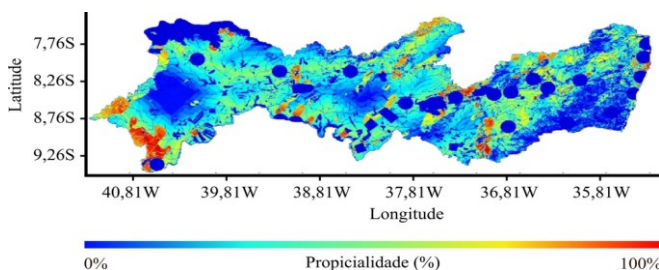 Latitude
7,76S
8,26S
8,76S
9,26S
40,81W 39,81W 38,81W 37,81W 36,81W 35,81W
Longitude
0% Propicialidade (%) 100%